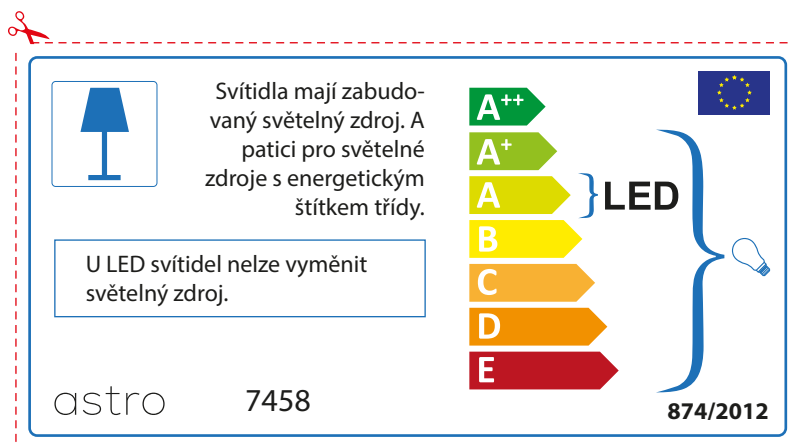 Svítidla mají zabudo-
vaný světelný zdroj. A
patici pro světelné
zdroje s energetickým
štítkem třídy.
U LED svítidel nelze vyměnit
světelný zdroj.
A++
A+
A
B
C
D
E
LED
astro
7458
874/2012